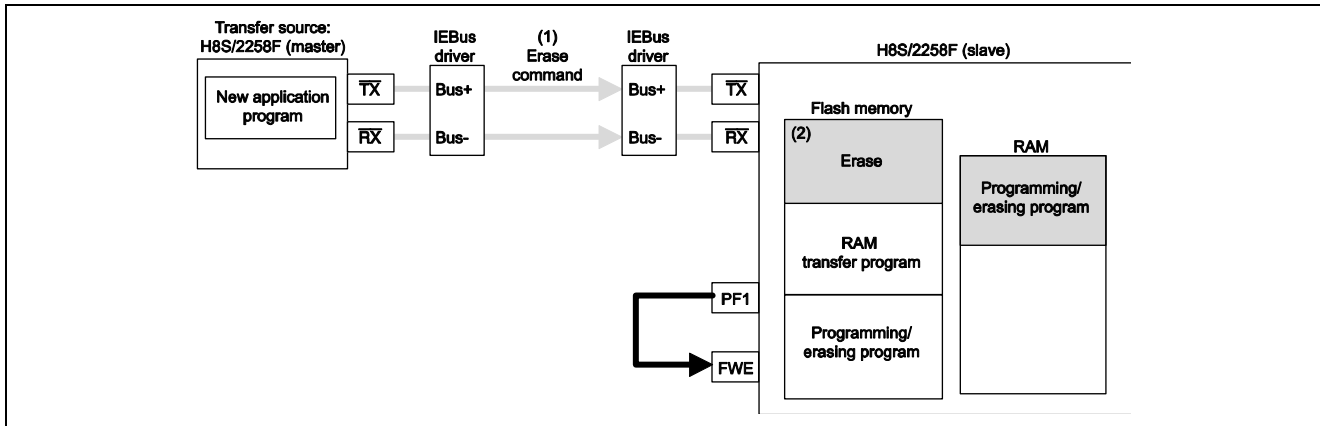 Transfer source:
H8S/2258F (master)
New application
program
TX
RX
IEBus
driver
Bus+
Bus-
(1)
Erase
command
IEBus
driver
Bus+
Bus-
H8S/2258F (slave)
TX
RX
PF1
FWE
Flash memory
(2)
Erase
RAM
transfer program
Programming/
erasing program
RAM
Programming/
erasing program